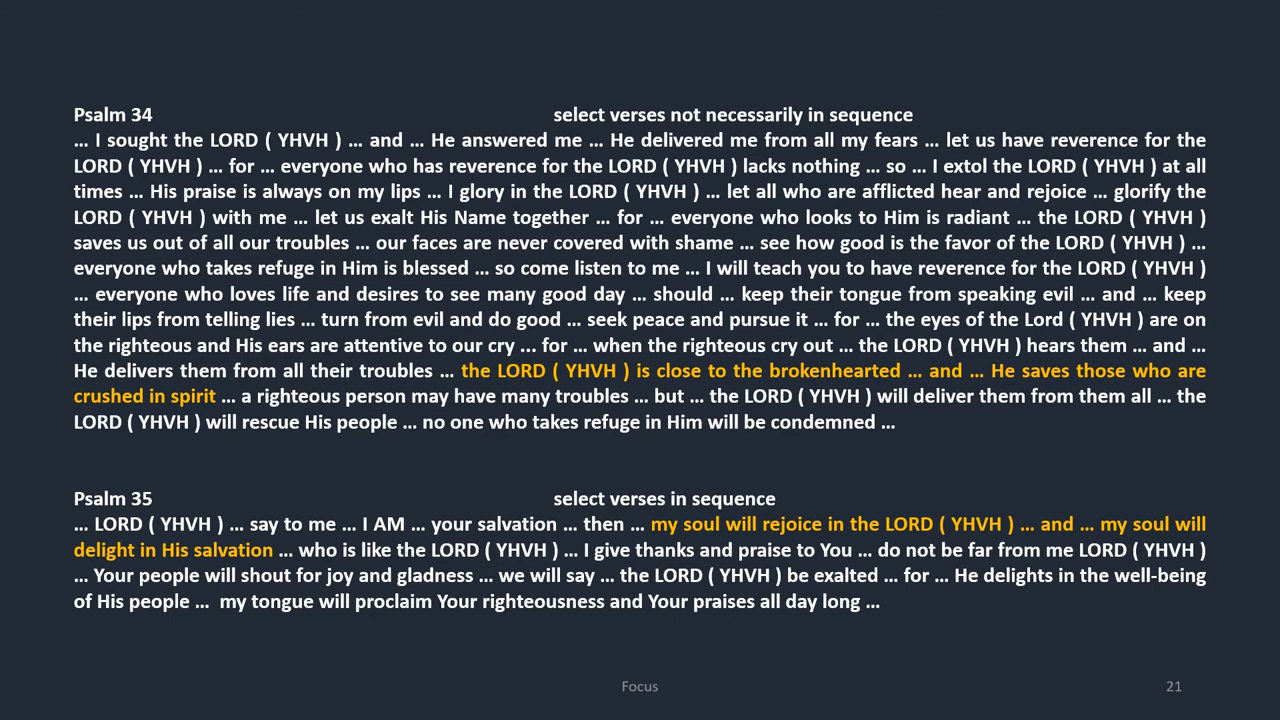 Psalm 34 select verses not necessarily in sequence
… I sought the LORD ( YHVH ) … and … He answered me … He delivered me from all my fears … let us have reverence for the
LORD ( YHVH ) … for … everyone who has reverence for the LORD ( YHVH ) lacks nothing … so … I extol the LORD ( YHVH ) at all
times … His praise is always on my lips … I glory in the LORD ( YHVH ) … let all who are afflicted hear and rejoice … glorify the
LORD ( YHVH ) with me … let us exalt His Name together … for … everyone who looks to Him is radiant … the LORD ( YHVH )
saves us out of all our troubles … our faces are never covered with shame … see how good is the favor of the LORD ( YHVH ) …
everyone who takes refuge in Him is blessed … so come listen to me … I will teach you to have reverence for the LORD ( YHVH )
… everyone who loves life and desires to see many good day … should … keep their tongue from speaking evil … and … keep
their lips from telling lies … turn from evil and do good … seek peace and pursue it … for … the eyes of the Lord ( YHVH ) are on
the righteous and His ears are attentive to our cry ... for … when the righteous cry out … the LORD ( YHVH ) hears them … and …
He delivers them from all their troubles … the LORD ( YHVH ) is close to the brokenhearted … and … He saves those who are
crushed in spirit … a righteous person may have many troubles … but … the LORD ( YHVH ) will deliver them from them all … the
LORD ( YHVH ) will rescue His people … no one who takes refuge in Him will be condemned …
Psalm 35 select verses in sequence
… LORD ( YHVH ) … say to me … I AM … your salvation … then … my soul will rejoice in the LORD ( YHVH ) … and … my soul will
delight in His salvation … who is like the LORD ( YHVH ) … I give thanks and praise to You … do not be far from me LORD ( YHVH )
… Your people will shout for joy and gladness … we will say … the LORD ( YHVH ) be exalted … for … He delights in the well-being
of His people … my tongue will proclaim Your righteousness and Your praises all day long …
Focus 21